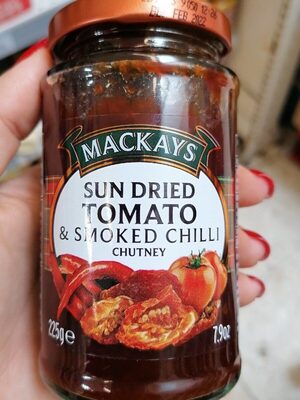 FEB 2022
MACKAYS
SUN DRIED
TOMATO
& SMOKED CHILLI
CHUTNEY
225g℮
7.9oz